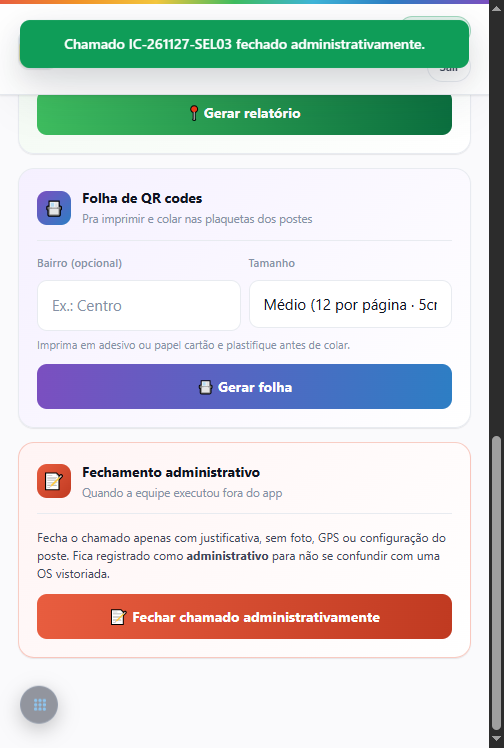 Chamado IC-261127-SEL03 fechado administrativamente.
Sair
Gerar relatório
Folha de QR codes
Pra imprimir e colar nas plaquetas dos postes
Bairro (opcional)
Tamanho
Ex.: Centro
Médio (12 por página · 5cm
Imprima em adesivo ou papel cartão e plastifique antes de colar.
Gerar folha
Fechamento administrativo
Quando a equipe executou fora do app
Fecha o chamado apenas com justificativa, sem foto, GPS ou configuração do
poste. Fica registrado como administrativo para não se confundir com uma
OS vistoriada.
Fechar chamado administrativamente